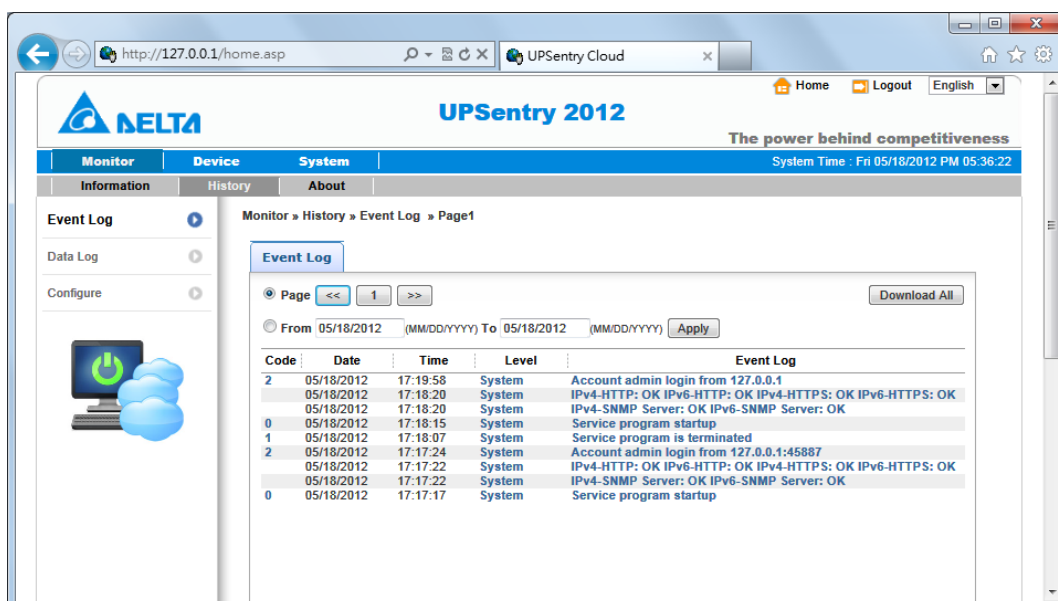 http://127.0.0.1/home.asp
UPSentry Cloud
Home Logout English
DELTA
UPSentry 2012
The power behind competitiveness
Monitor Device System System Time : Fri 05/18/2012 PM 05:36:22
Information History About
Event Log
Data Log
Configure
Monitor » History » Event Log » Page1
Event Log
Page << 1 >> Download All
From 05/18/2012 (MM/DD/YYYY) To 05/18/2012 (MM/DD/YYYY) Apply
Code Date Time Level Event Log
2 05/18/2012 17:19:58 System Account admin login from 127.0.0.1
05/18/2012 17:18:20 System IPv4-HTTP: OK IPv6-HTTP: OK IPv4-HTTPS: OK IPv6-HTTPS: OK
05/18/2012 17:18:20 System IPv4-SNMP Server: OK IPv6-SNMP Server: OK
0 05/18/2012 17:18:15 System Service program startup
1 05/18/2012 17:18:07 System Service program is terminated
2 05/18/2012 17:17:24 System Account admin login from 127.0.0.1:45887
05/18/2012 17:17:22 System IPv4-HTTP: OK IPv6-HTTP: OK IPv4-HTTPS: OK IPv6-HTTPS: OK
05/18/2012 17:17:22 System IPv4-SNMP Server: OK IPv6-SNMP Server: OK
0 05/18/2012 17:17:17 System Service program startup